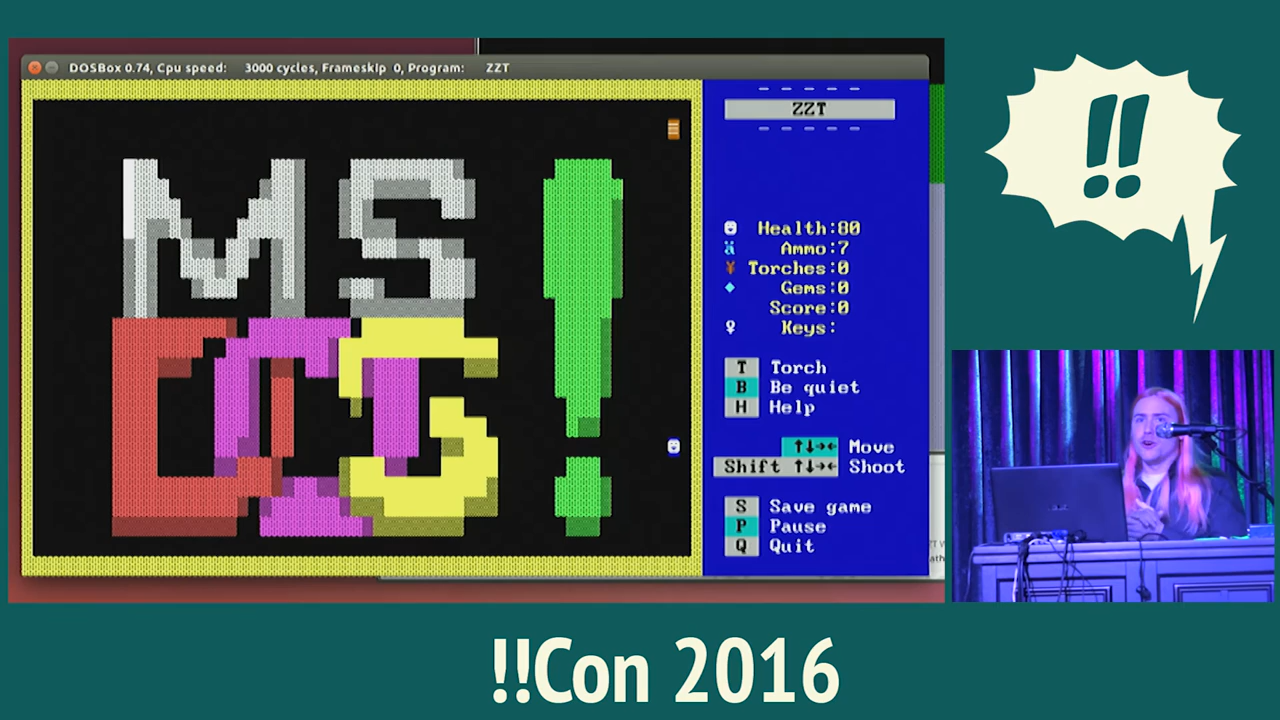 DOSBox 0.74, Cpu speed: 3000 cycles, Frameskip 0, Program: ZZT
MS
DOS
!
ZZT
Health:80
Ammo:7
Torches:0
Gems:0
Score:0
Keys:
T Torch
B Be quiet
H Help
↑↓→← Move
Shift ↑↓→← Shoot
S Save game
P Pause
Q Quit
!!
!!Con 2016